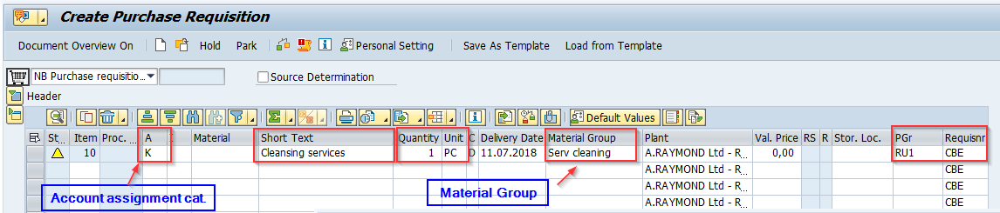 Create Purchase Requisition
Document Overview On Hold Park Personal Setting Save As Template Load from Template
NB Purchase requisitio... Source Determination
Header
Default Values
St... Item Proc. ... A I Material Short Text Quantity Unit C Delivery Date Material Group Plant Val. Price RS R Stor. Loc. PGr Requisnr
10 K Cleansing services 1 PC D 11.07.2018 Serv cleaning A.RAYMOND Ltd - R... 0,00 RU1 CBE
A.RAYMOND Ltd - R... CBE
A.RAYMOND Ltd - R... CBE
A.RAYMOND Ltd - R... CBE
Account assignment cat.
Material Group